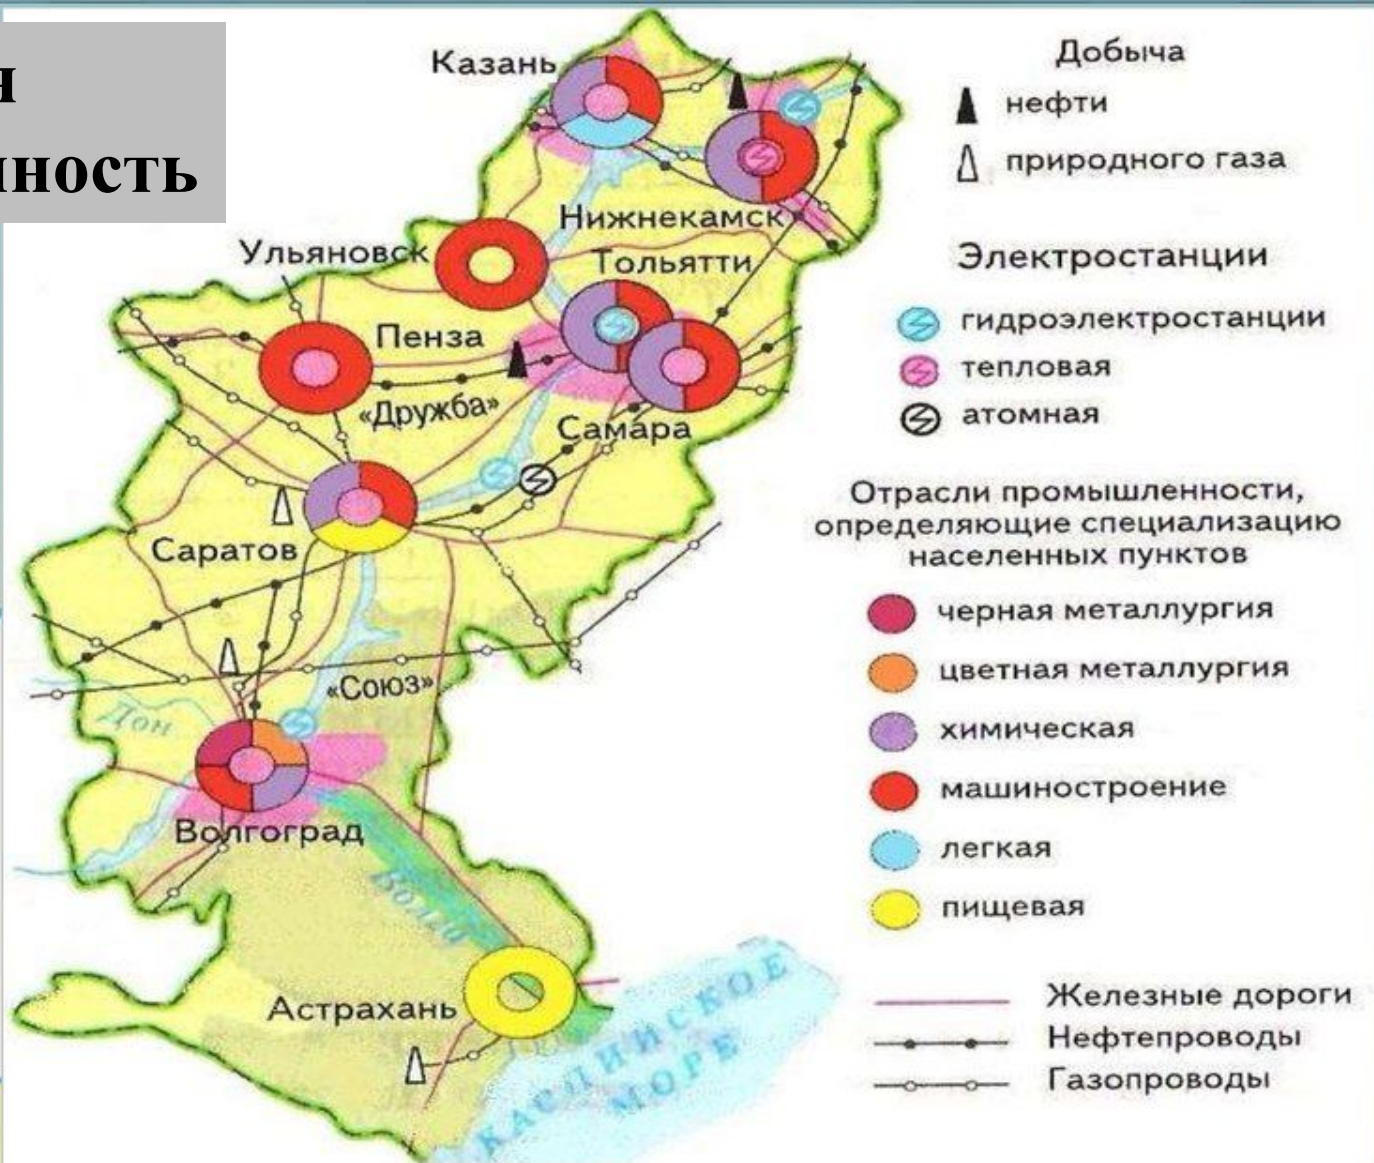 я
нность
Казань
Нижнекамск
Ульяновск
Тольятти
Пенза
«Дружба»
Самара
Саратов
«Союз»
Дон
Волгоград
Волга
Астрахань
КАСПИЙСКОЕ
МОРЕ
Добыча
нефти
природного газа
Электростанции
гидроэлектростанции
тепловая
атомная
Отрасли промышленности,
определяющие специализацию
населенных пунктов
черная металлургия
цветная металлургия
химическая
машиностроение
легкая
пищевая
Железные дороги
Нефтепроводы
Газопроводы